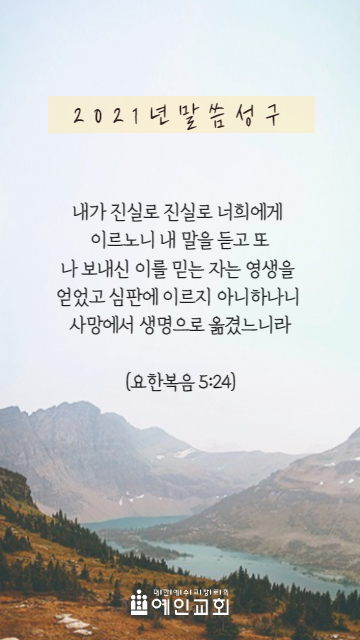 2021년말씀성구
내가 진실로 진실로 너희에게
이르노니 내 말을 듣고 또
나 보내신 이를 믿는 자는 영생을
얻었고 심판에 이르지 아니하나니
사망에서 생명으로 옮겼느니라
(요한복음 5:24)
예인교회